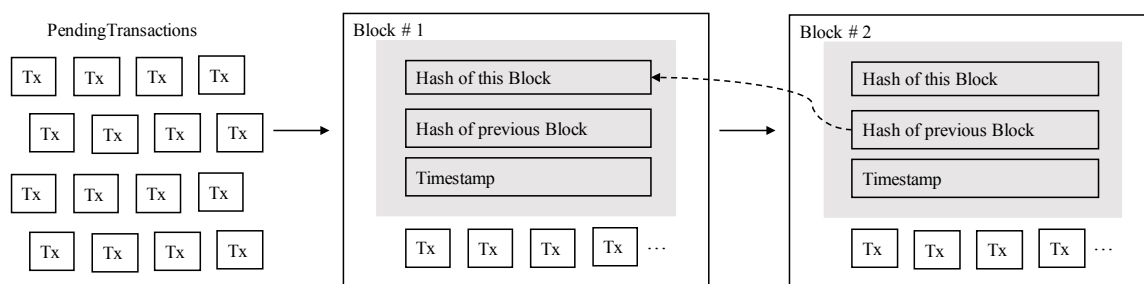 PendingTransactions
Tx Tx Tx Tx
Tx Tx Tx Tx
Tx Tx Tx Tx
Tx Tx Tx Tx
Block # 1
Hash of this Block
Hash of previous Block
Timestamp
Tx Tx Tx Tx ...
Block # 2
Hash of this Block
Hash of previous Block
Timestamp
Tx Tx Tx Tx ...